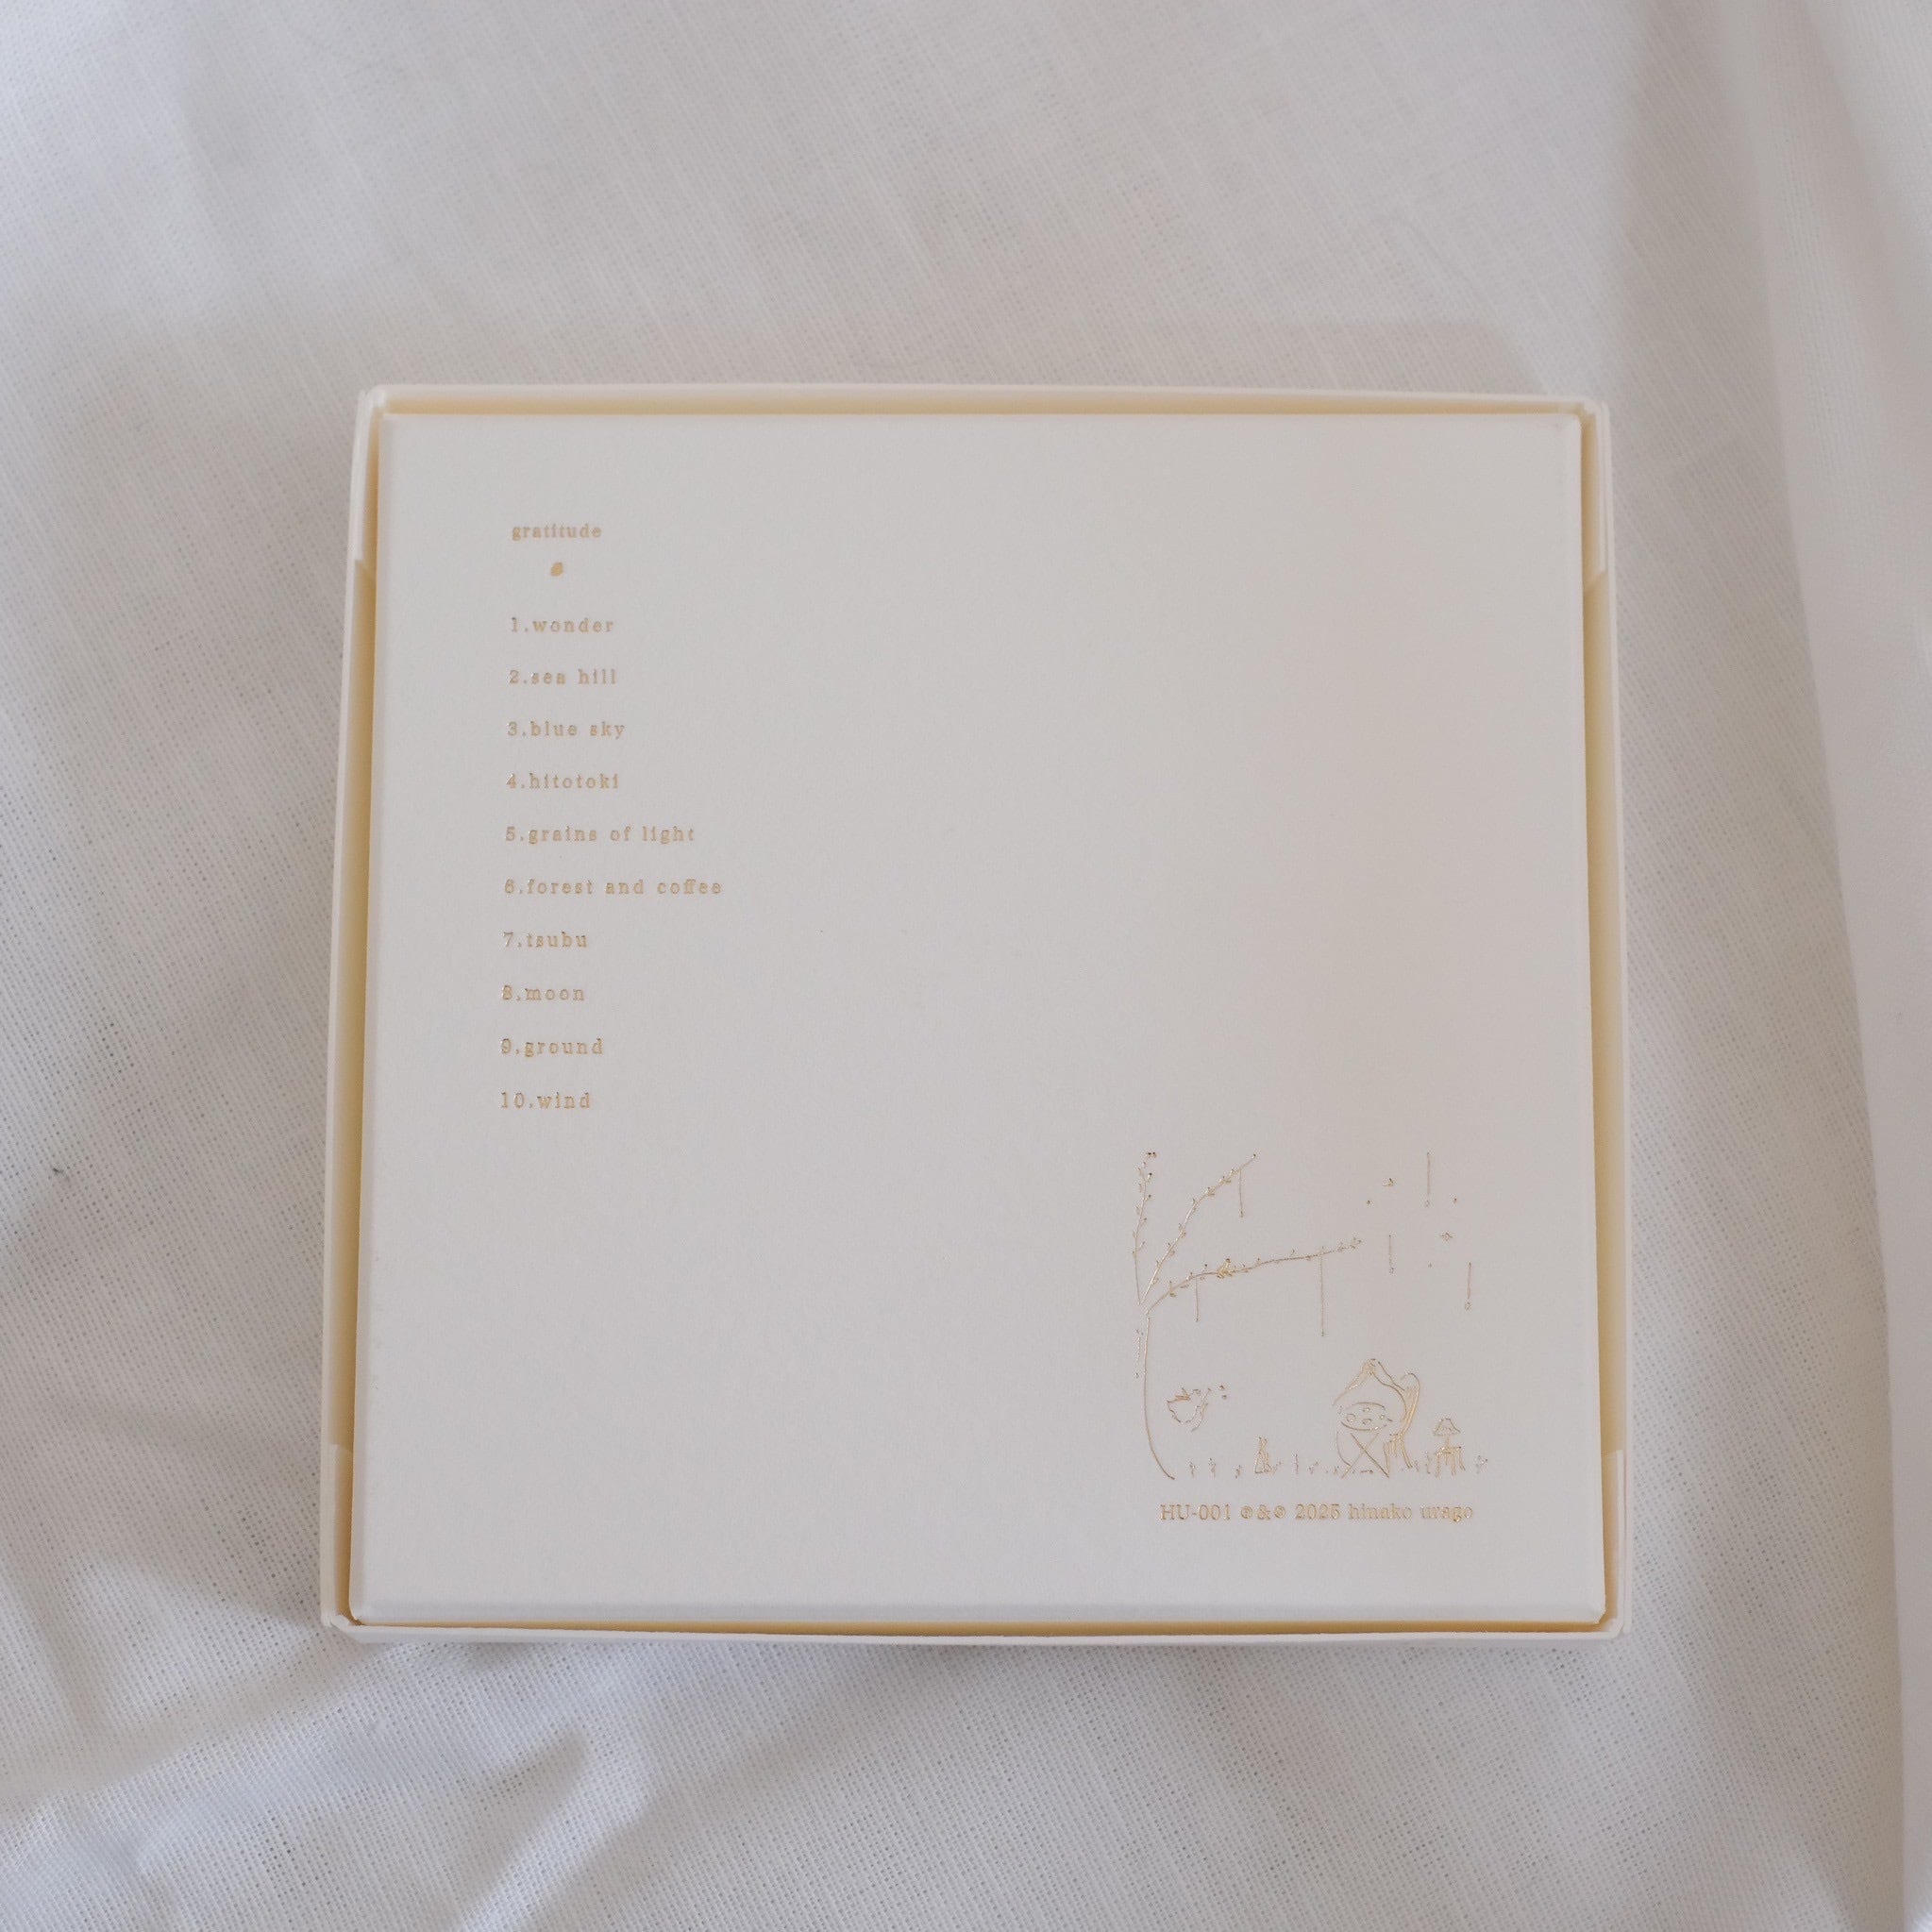 gratitude
1.wonder
2.sea hill
3.blue sky
4.hitotoki
5.grains of light
6.forest and coffee
7.tsubu
8.moon
9.ground
10.wind
HU-001 ℗&© 2025 hinako urago